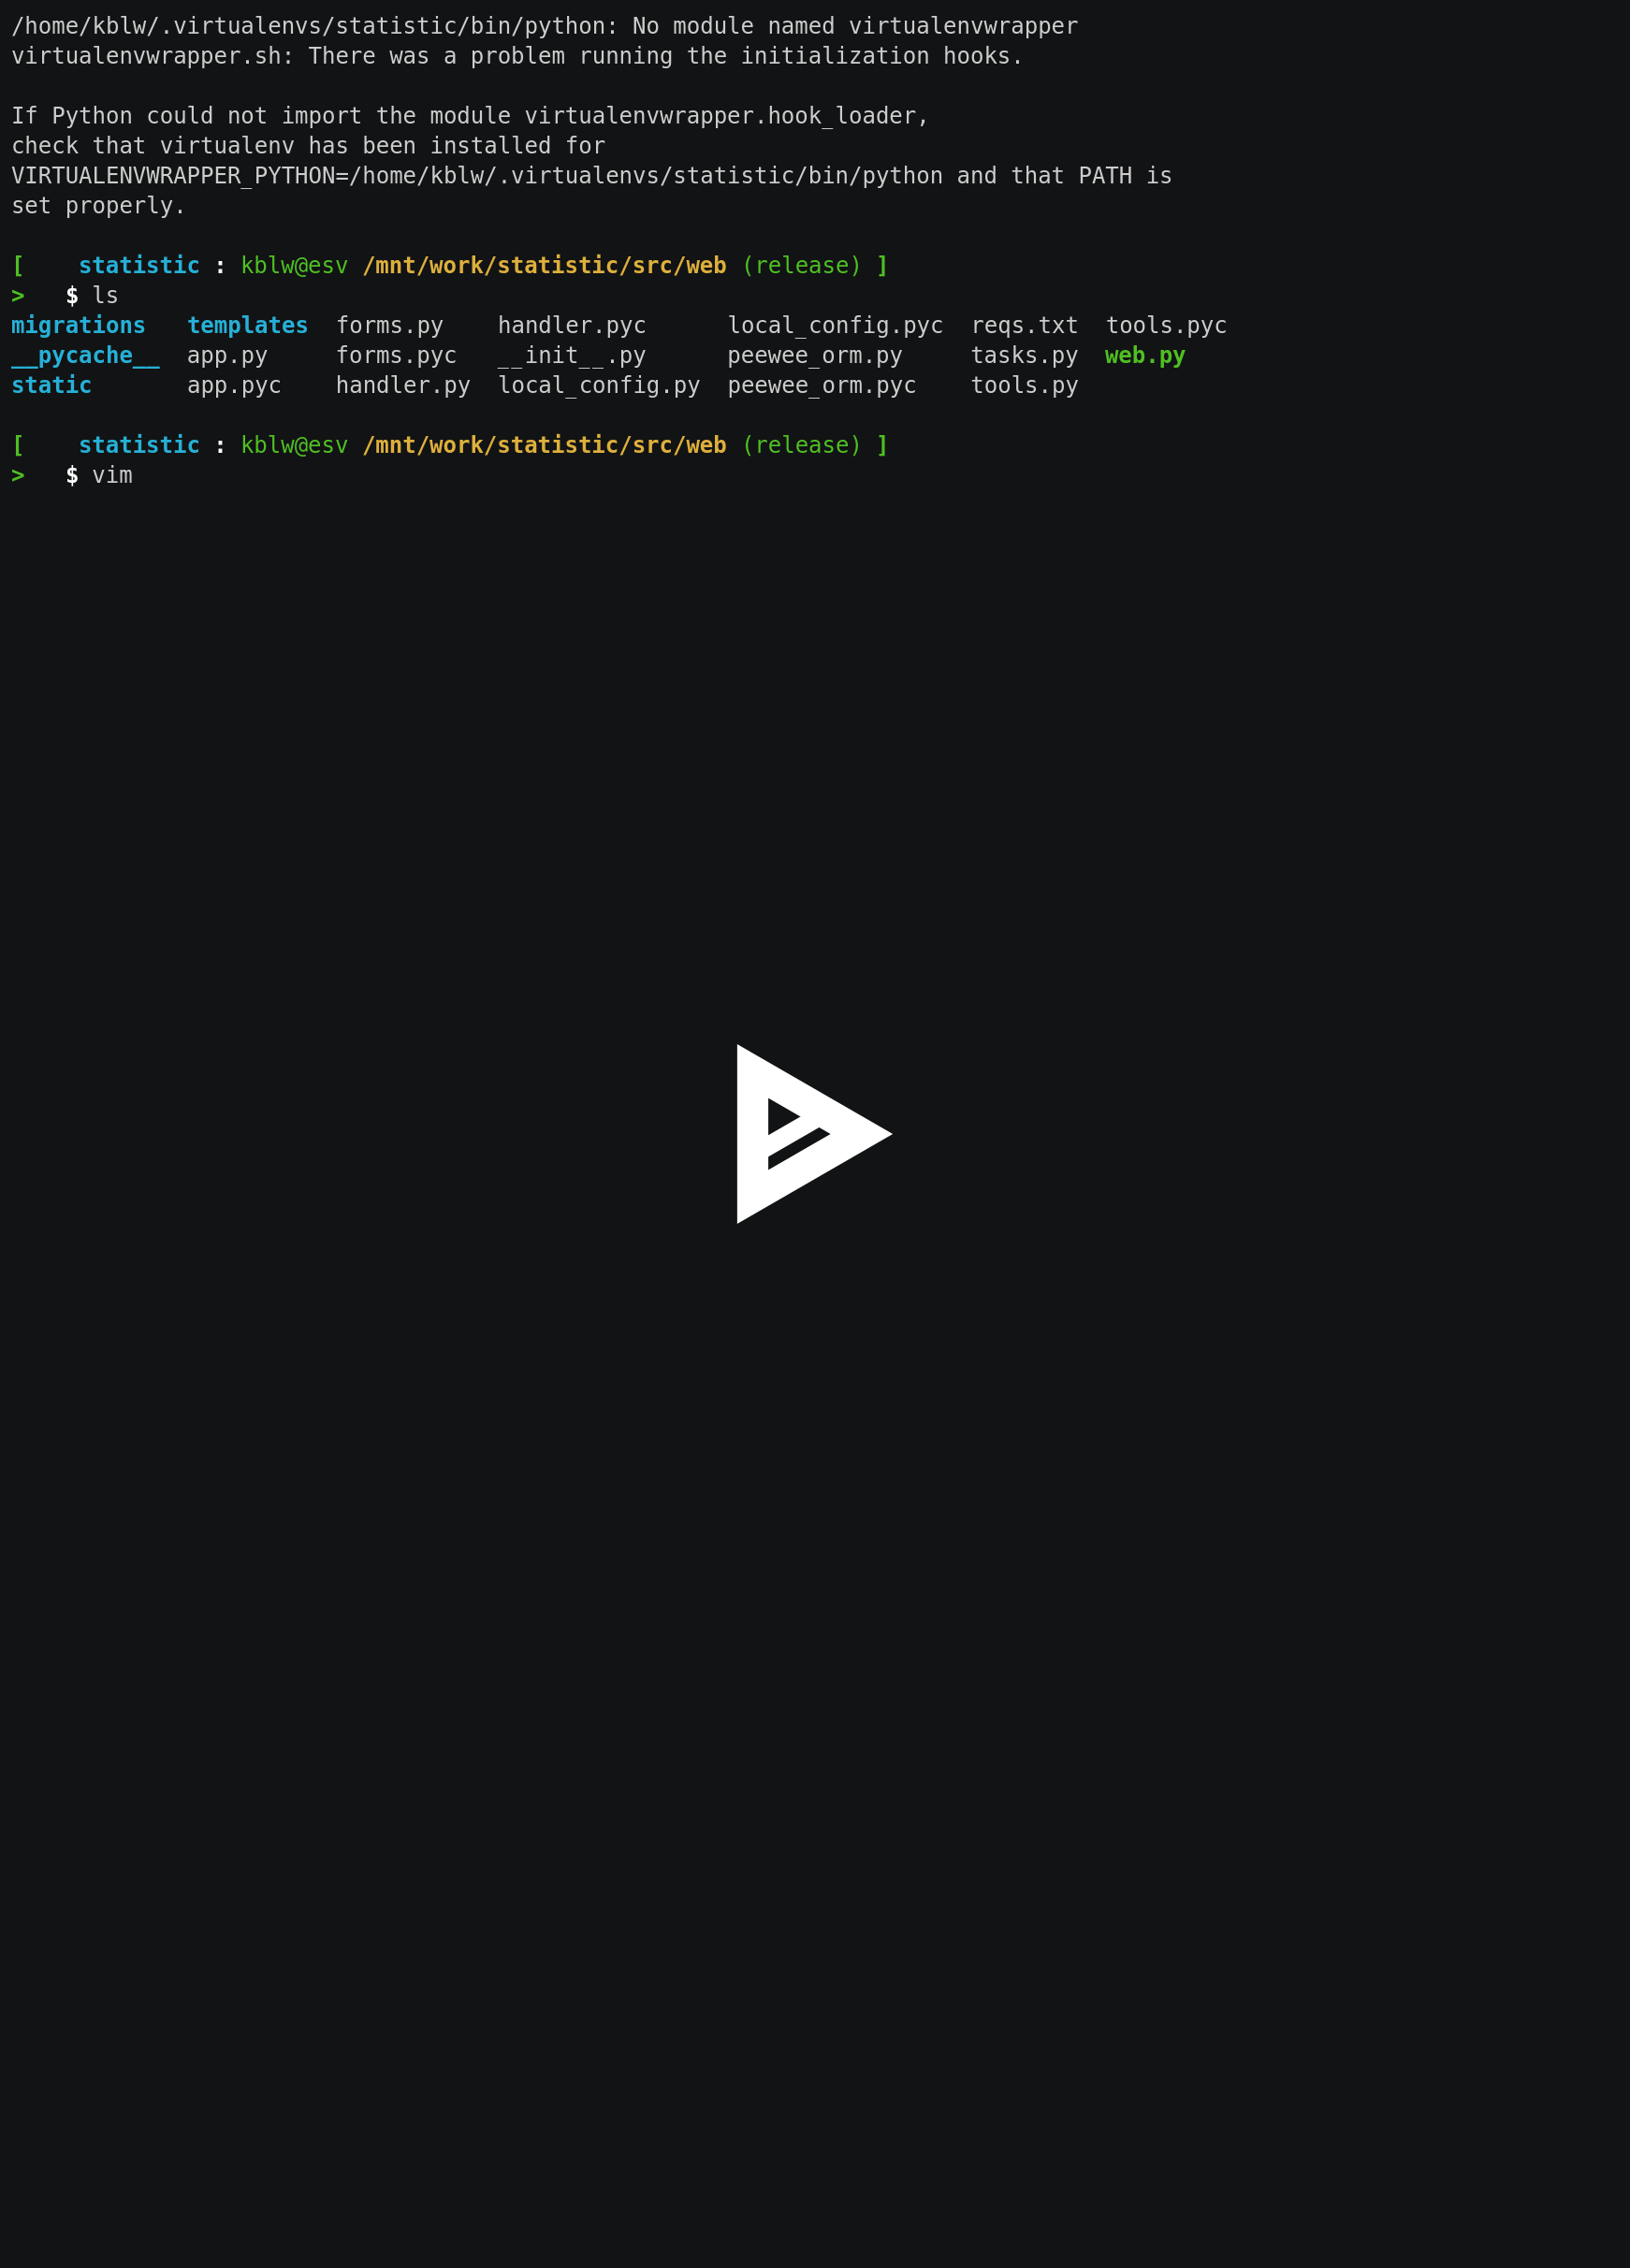 /home/kblw/.virtualenvs/statistic/bin/python: No module named virtualenvwrapper
virtualenvwrapper.sh: There was a problem running the initialization hooks.

If Python could not import the module virtualenvwrapper.hook_loader,
check that virtualenv has been installed for
VIRTUALENVWRAPPER_PYTHON=/home/kblw/.virtualenvs/statistic/bin/python and that PATH is
set properly.

[    statistic : kblw@esv /mnt/work/statistic/src/web (release) ]
>   $ ls
migrations   templates  forms.py    handler.pyc      local_config.pyc  reqs.txt  tools.pyc
__pycache__  app.py     forms.pyc   __init__.py      peewee_orm.py     tasks.py  web.py
static       app.pyc    handler.py  local_config.py  peewee_orm.pyc    tools.py

[    statistic : kblw@esv /mnt/work/statistic/src/web (release) ]
>   $ vim